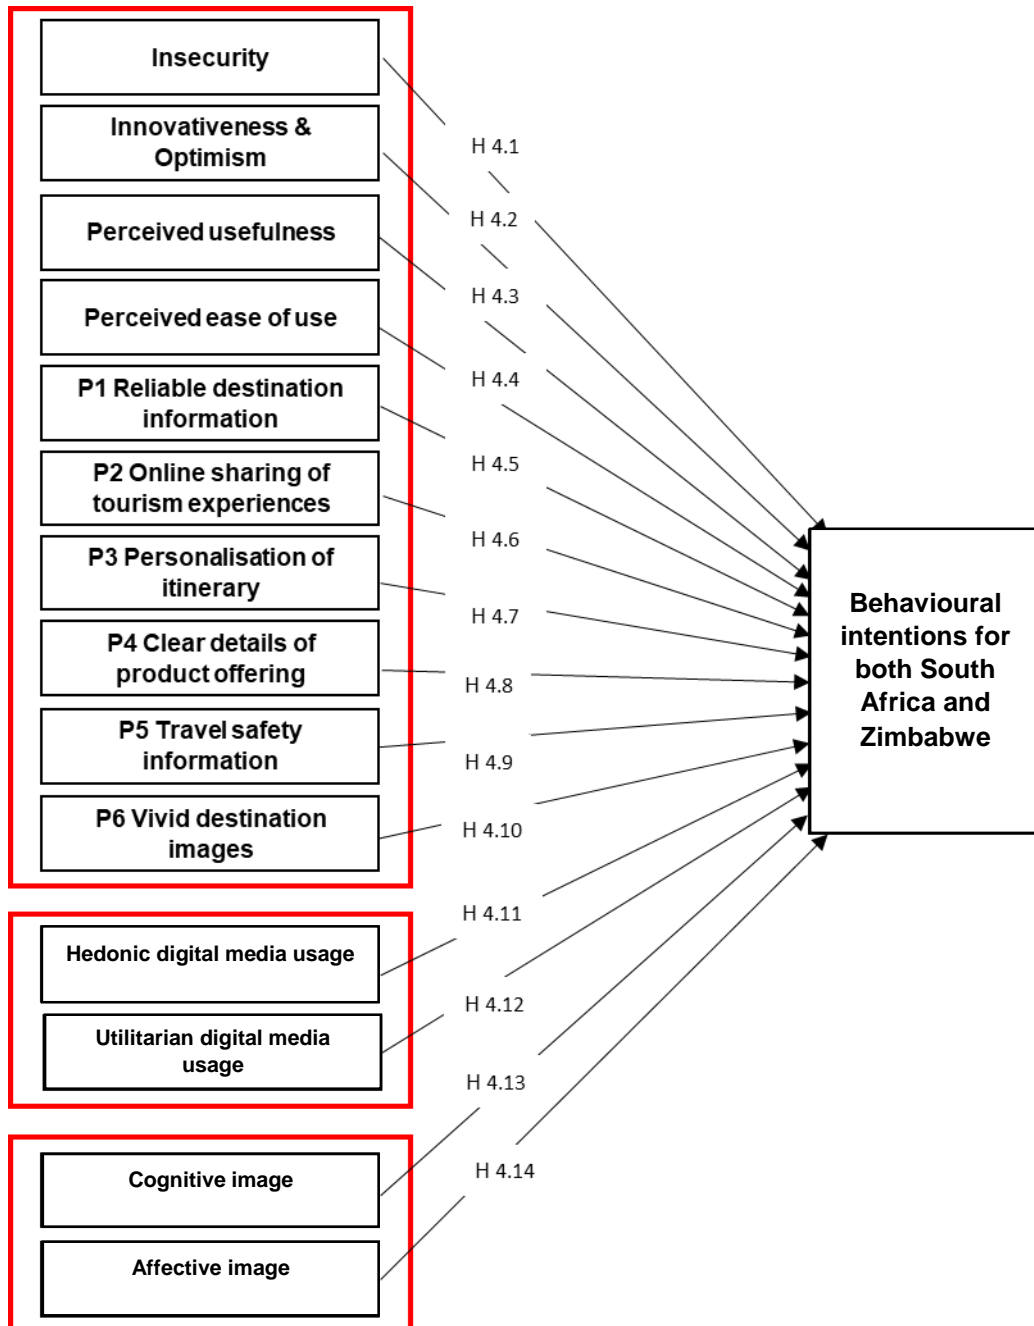 Insecurity
Innovativeness &
Optimism
Perceived usefulness
Perceived ease of use
P1 Reliable destination
information
P2 Online sharing of
tourism experiences
P3 Personalisation of
itinerary
P4 Clear details of
product offering
P5 Travel safety
information
P6 Vivid destination
images
Hedonic digital media usage
Utilitarian digital media
usage
Cognitive image
Affective image
H 4.1
H 4.2
H 4.3
H 4.4
H 4.5
H 4.6
H 4.7
H 4.8
H 4.9
H 4.10
H 4.11
H 4.12
H 4.13
H 4.14
Behavioural
intentions for
both South
Africa and
Zimbabwe